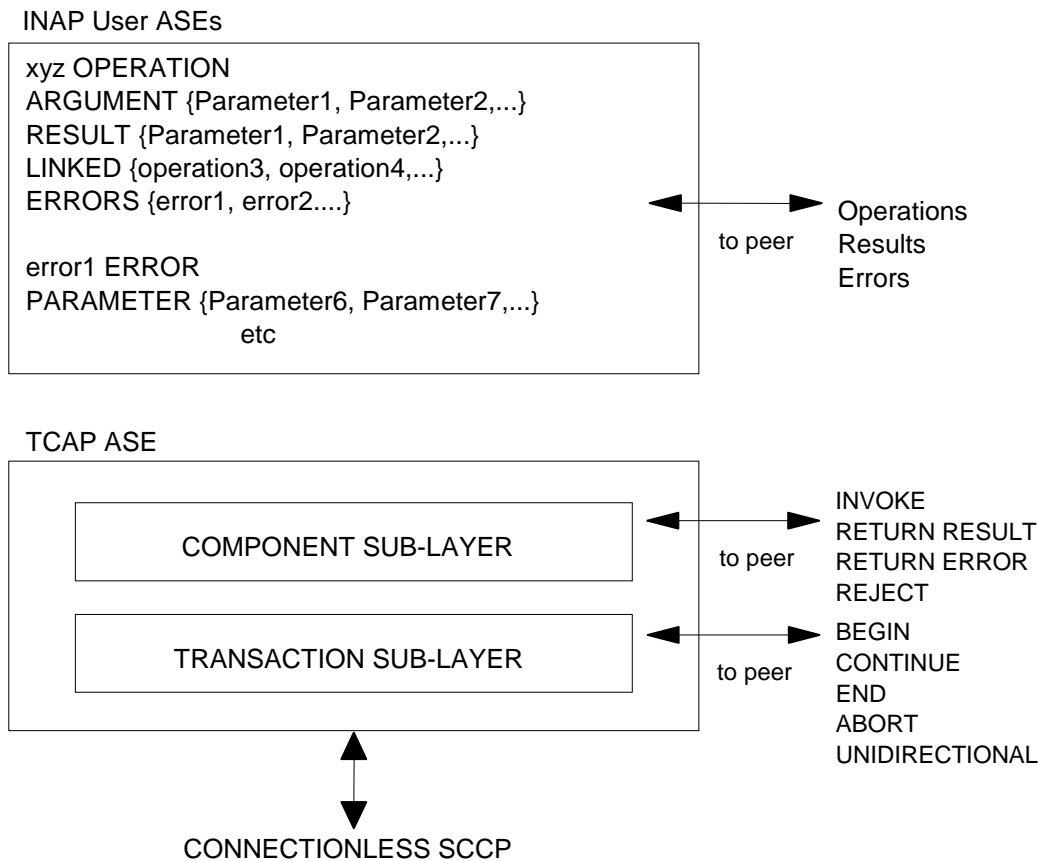 INAP User ASEs
xyz OPERATION
ARGUMENT {Parameter1, Parameter2,...}
RESULT {Parameter1, Parameter2,...}
LINKED {operation3, operation4,...}
ERRORS {error1, error2....}
error1 ERROR
PARAMETER {Parameter6, Parameter7,...}
etc
to peer
Operations
Results
Errors
TCAP ASE
COMPONENT SUB-LAYER
to peer
INVOKE
RETURN RESULT
RETURN ERROR
REJECT
TRANSACTION SUB-LAYER
to peer
BEGIN
CONTINUE
END
ABORT
UNIDIRECTIONAL
CONNECTIONLESS SCCP